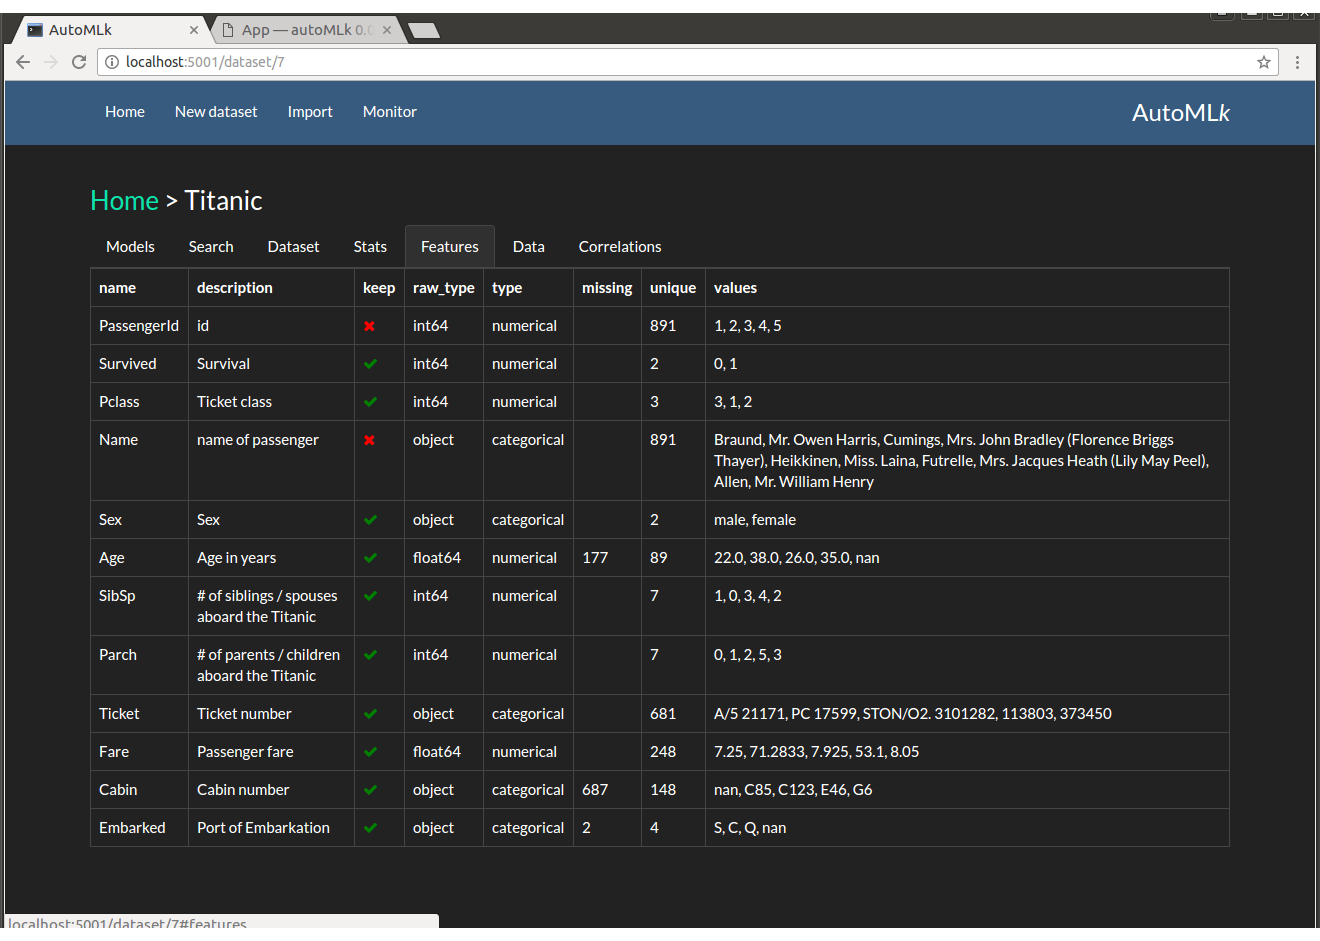 AutoMLk
App — autoMLk 0.0
localhost:5001/dataset/7
Home New dataset Import Monitor AutoMLk
Home > Titanic
Models Search Dataset Stats Features Data Correlations
name description keep raw_type type missing unique values
PassengerId id int64 numerical 891 1, 2, 3, 4, 5
Survived Survival int64 numerical 2 0, 1
Pclass Ticket class int64 numerical 3 3, 1, 2
Name name of passenger object categorical 891 Braund, Mr. Owen Harris, Cumings, Mrs. John Bradley (Florence Briggs
Thayer), Heikkinen, Miss. Laina, Futrelle, Mrs. Jacques Heath (Lily May Peel),
Allen, Mr. William Henry
Sex Sex object categorical 2 male, female
Age Age in years float64 numerical 177 89 22.0, 38.0, 26.0, 35.0, nan
SibSp # of siblings / spouses int64 numerical 7 1, 0, 3, 4, 2
aboard the Titanic
Parch # of parents / children int64 numerical 7 0, 1, 2, 5, 3
aboard the Titanic
Ticket Ticket number object categorical 681 A/5 21171, PC 17599, STON/O2. 3101282, 113803, 373450
Fare Passenger fare float64 numerical 248 7.25, 71.2833, 7.925, 53.1, 8.05
Cabin Cabin number object categorical 687 148 nan, C85, C123, E46, G6
Embarked Port of Embarkation object categorical 2 4 S, C, Q, nan
localhost:5001/dataset/7#features